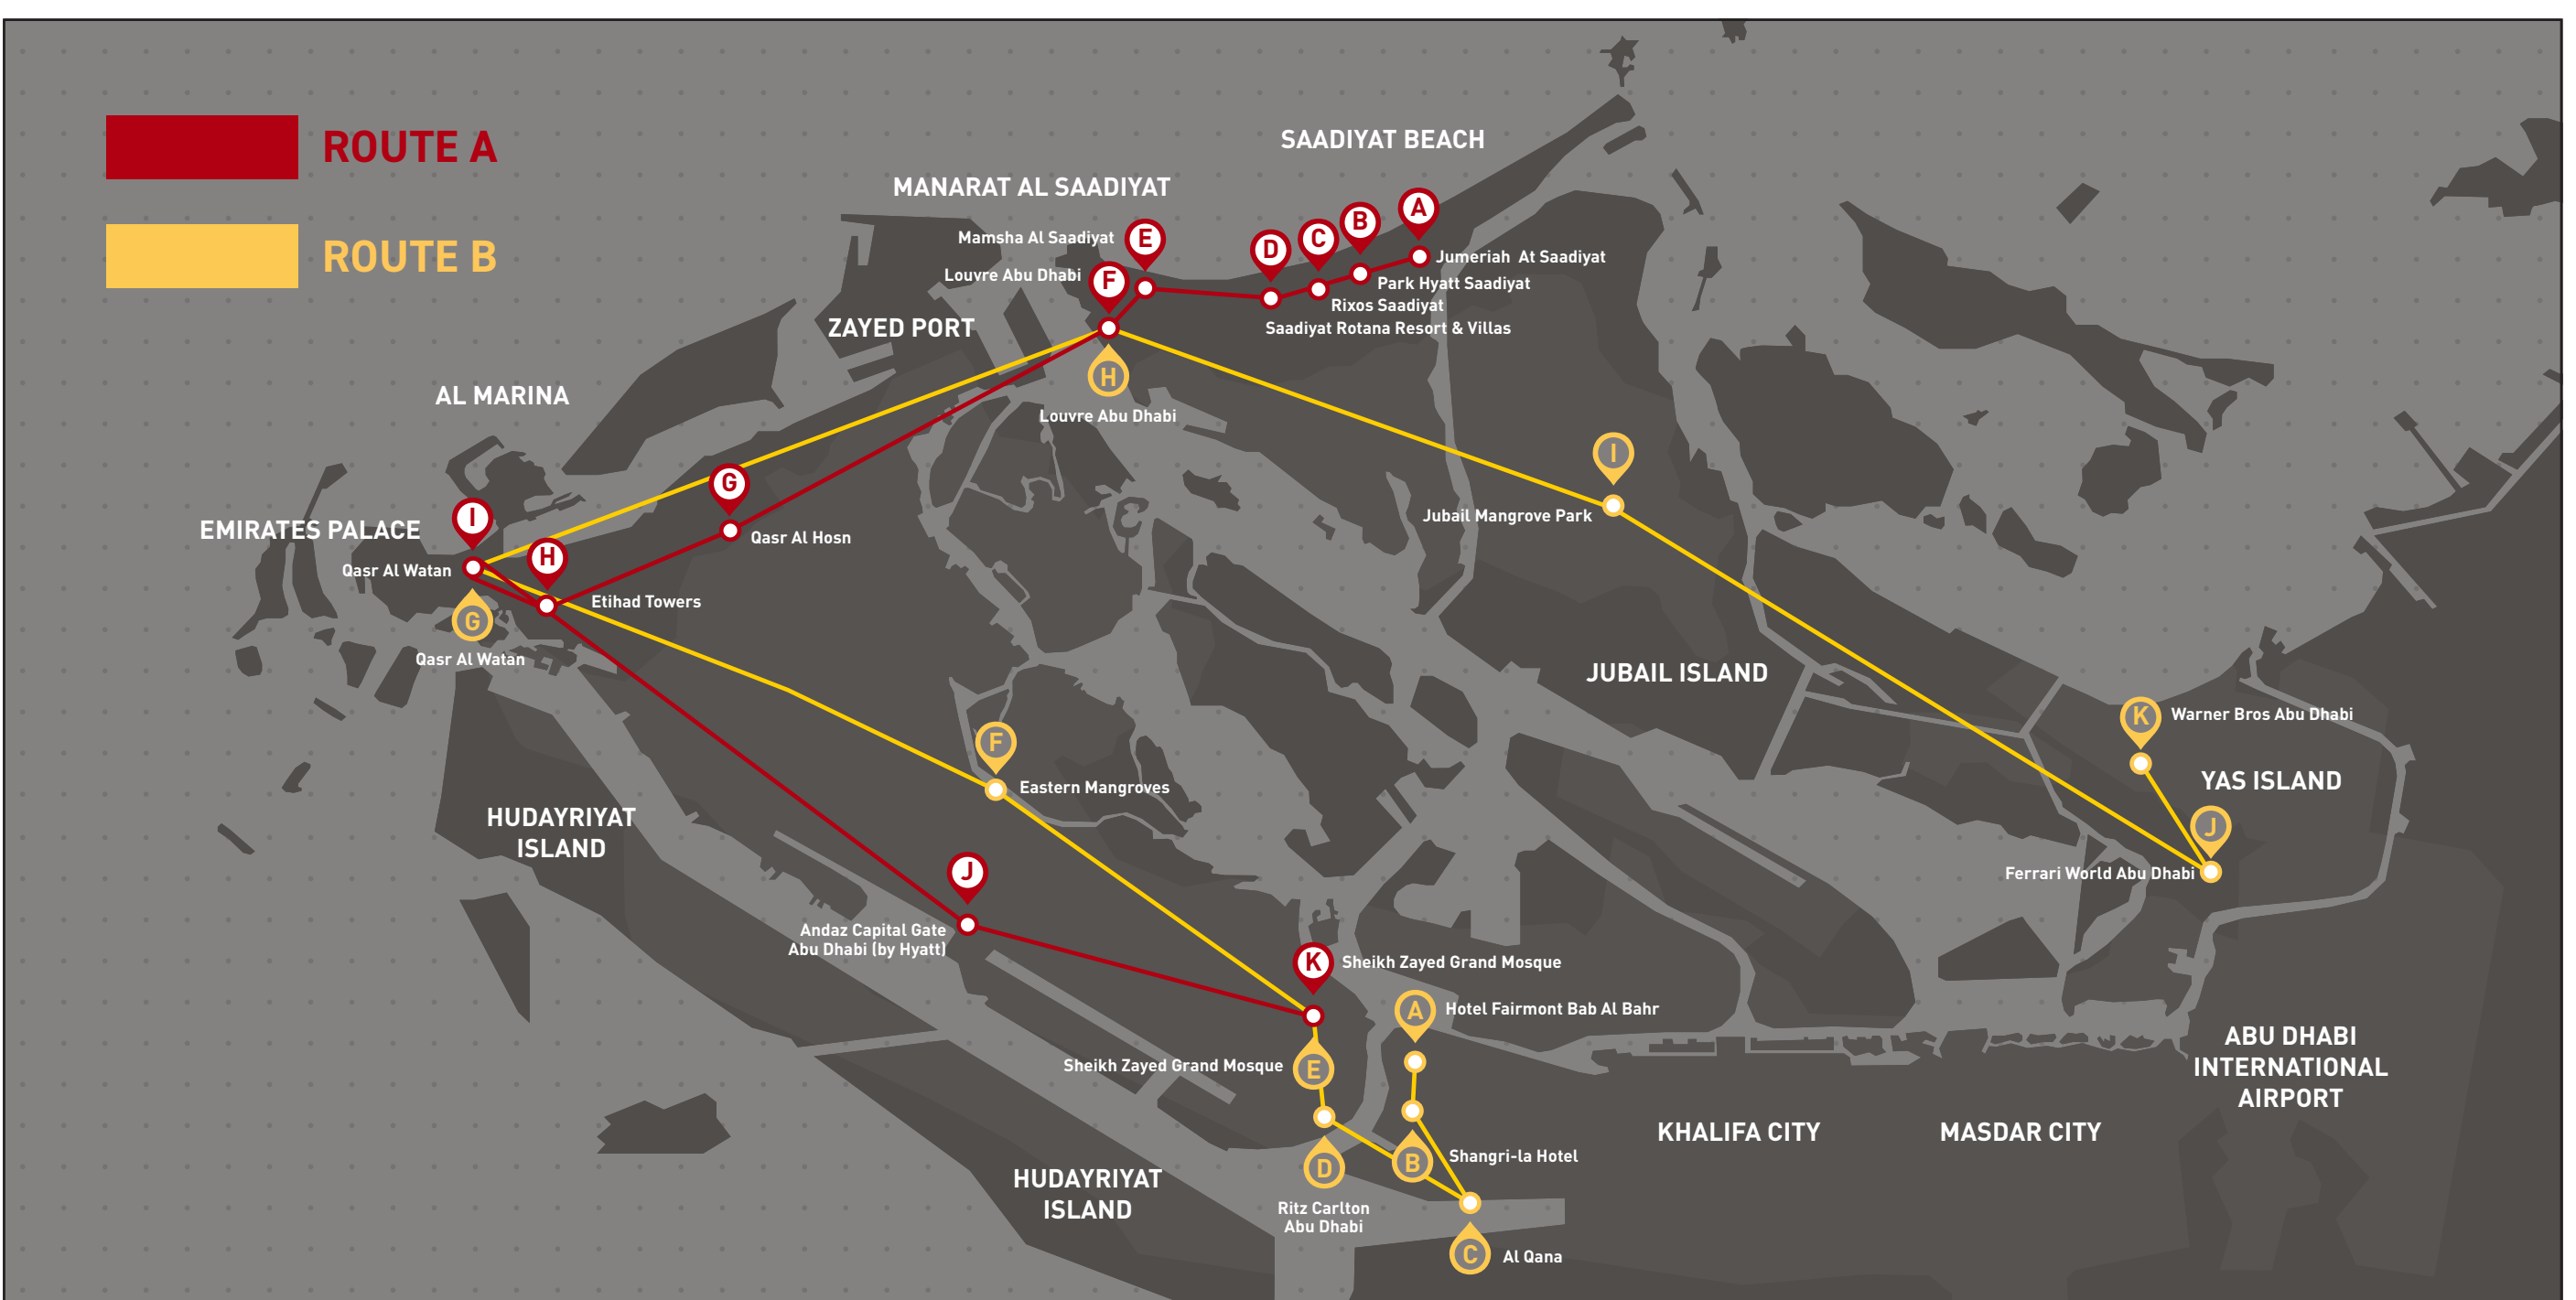 ROUTE A
ROUTE B
SAADIYAT BEACH
MANARAT AL SAADIYAT
Mamsha Al Saadiyat
E
D
C
B
A
Jumeriah At Saadiyat
Louvre Abu Dhabi
F
Park Hyatt Saadiyat
Rixos Saadiyat
Saadiyat Rotana Resort & Villas
ZAYED PORT
H
Louvre Abu Dhabi
AL MARINA
I
Jubail Mangrove Park
G
Qasr Al Hosn
EMIRATES PALACE
I
H
Qasr Al Watan
Etihad Towers
G
Qasr Al Watan
JUBAIL ISLAND
K
Warner Bros Abu Dhabi
YAS ISLAND
F
Eastern Mangroves
HUDAYRIYAT
ISLAND
J
Ferrari World Abu Dhabi
J
Andaz Capital Gate
Abu Dhabi (by Hyatt)
K
Sheikh Zayed Grand Mosque
A
Hotel Fairmont Bab Al Bahr
Sheikh Zayed Grand Mosque
E
ABU DHABI
INTERNATIONAL
AIRPORT
KHALIFA CITY
MASDAR CITY
D
B
Shangri-la Hotel
HUDAYRIYAT
ISLAND
Ritz Carlton
Abu Dhabi
C
Al Qana